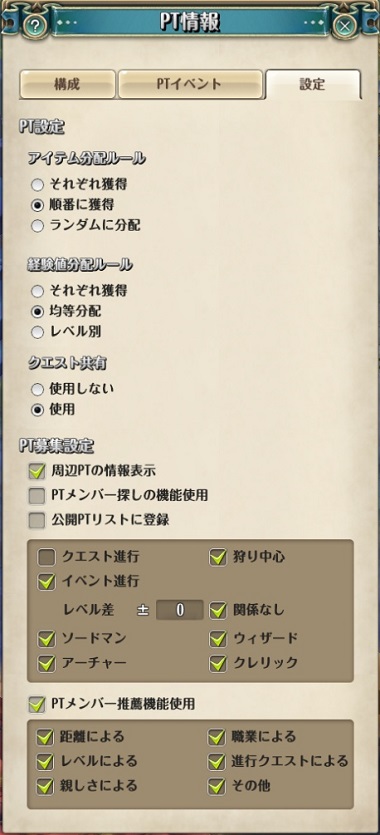 PT情報
構成 PTイベント 設定
PT設定
アイテム分配ルール
それぞれ獲得
順番に獲得
ランダムに分配
経験値分配ルール
それぞれ獲得
均等分配
レベル別
クエスト共有
使用しない
使用
PT募集設定
周辺PTの情報表示
PTメンバー探しの機能使用
公開PTリストに登録
クエスト進行 狩り中心
イベント進行
レベル差 ± 0 関係なし
ソードマン ウィザード
アーチャー クレリック
PTメンバー推薦機能使用
距離による 職業による
レベルによる 進行クエストによる
親しさによる その他